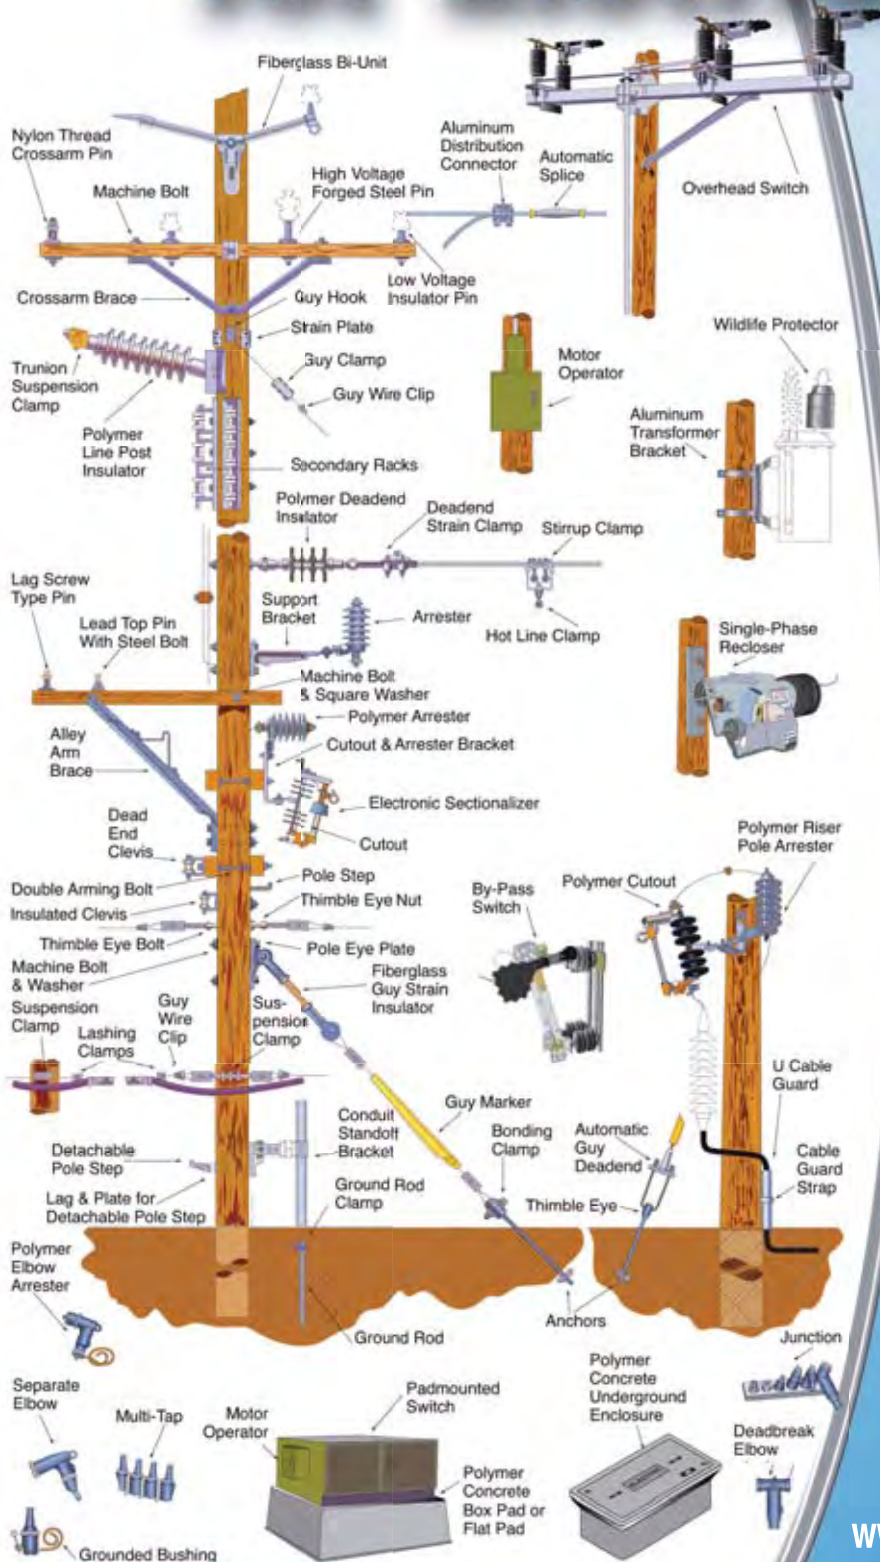 Fiberglass Bi-Unit
Nylon Thread
Crossarm Pin
Machine Bolt
High Voltage
Forged Steel Pin
Aluminum
Distribution
Connector
Automatic
Splice
Overhead Switch
Low Voltage
Insulator Pin
Crossarm Brace
Guy Hook
Strain Plate
Guy Clamp
Guy Wire Clip
Trunion
Suspension
Clamp
Polymer
Line Post
Insulator
Secondary Racks
Motor
Operator
Wildlife Protector
Aluminum
Transformer
Bracket
Polymer Deadend
Insulator
Deadend
Strain Clamp
Stirrup Clamp
Hot Line Clamp
Lag Screw
Type Pin
Lead Top Pin
With Steel Bolt
Support
Bracket
Arrester
Single-Phase
Recloser
Machine Bolt
& Square Washer
Polymer Arrester
Cutout & Arrester Bracket
Alley
Arm
Brace
Electronic Sectionalizer
Cutout
Dead
End
Clevis
Double Arming Bolt
Insulated Clevis
Pole Step
Thimble Eye Nut
Thimble Eye Bolt
Pole Eye Plate
Machine Bolt
& Washer
Fiberglass
Guy Strain
Insulator
By-Pass
Switch
Polymer Cutout
Polymer Riser
Pole Arrester
Suspension
Clamp
Lashing
Clamps
Guy
Wire
Clip
Sus-
pension
Clamp
U Cable
Guard
Guy Marker
Conduit
Standoff
Bracket
Bonding
Clamp
Automatic
Guy
Deadend
Cable
Guard
Strap
Detachable
Pole Step
Lag & Plate for
Detachable Pole Step
Ground Rod
Clamp
Thimble Eye
Polymer
Elbow
Arrester
Ground Rod
Anchors
Junction
Separate
Elbow
Multi-Tap
Motor
Operator
Padmounted
Switch
Polymer
Concrete
Underground
Enclosure
Deadbreak
Elbow
Polymer
Concrete
Box Pad or
Flat Pad
Grounded Bushing